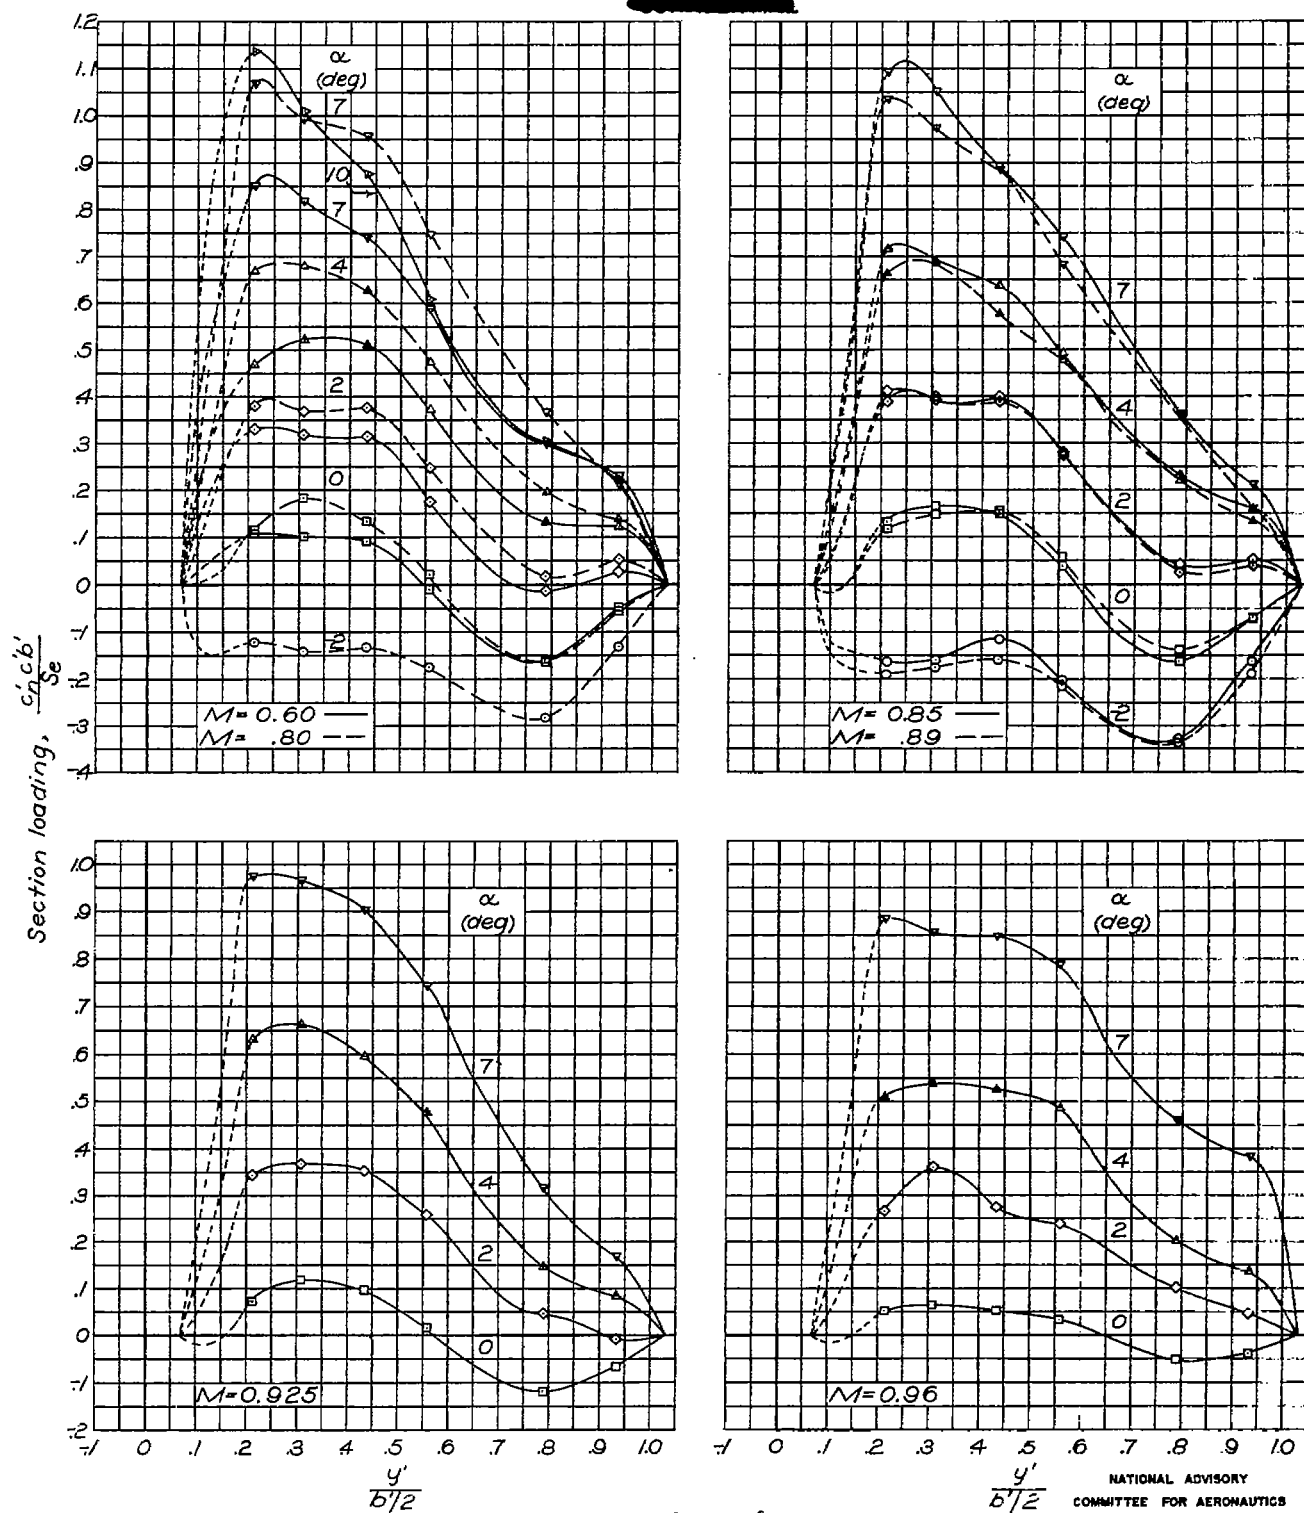 1.2
1.1
1.0
.9
.8
.7
.6
.5
.4
.3
.2
.1
0
-.1
-.2
-.3
-.4
α
(deg)
7
10
7
4
2
0
-2
M=0.60
M= .80
α
(deg)
7
4
2
0
-2
M= 0.85
M= .89
Section loading, c'n c'b' / Se
1.0
.9
.8
.7
.6
.5
.4
.3
.2
.1
0
-.1
-.2
α
(deg)
7
4
2
0
M=0.925
α
(deg)
7
4
2
0
M=0.96
-.1 0 .1 .2 .3 .4 .5 .6 .7 .8 .9 1.0
-.1 0 .1 .2 .3 .4 .5 .6 .7 .8 .9 1.0
y'
b'/2
y'
b'/2
NATIONAL ADVISORY
COMMITTEE FOR AERONAUTICS